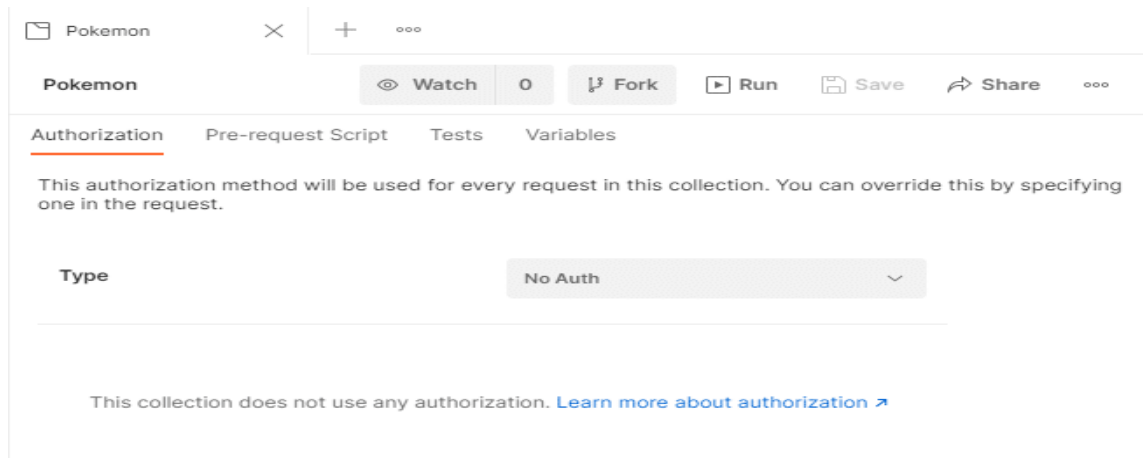 Pokemon
Pokemon Watch 0 Fork Run Save Share
Authorization Pre-request Script Tests Variables
This authorization method will be used for every request in this collection. You can override this by specifying
one in the request.
Type No Auth
This collection does not use any authorization. Learn more about authorization ↗